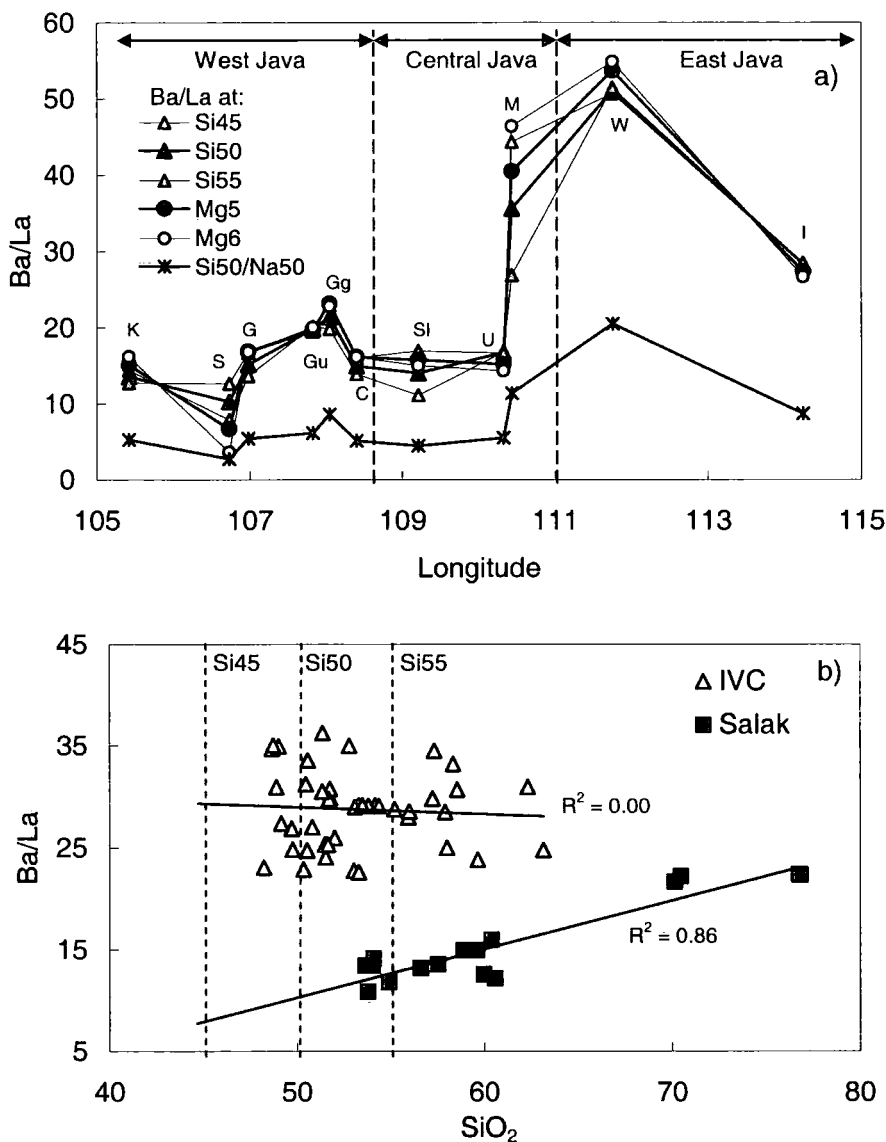 60
50
40
30
20
10
0
Ba/La
West Java
Central Java
East Java
a)
Ba/La at:
Si45
Si50
Si55
Mg5
Mg6
Si50/Na50
K
S
G
Gu
Gg
C
Sl
U
M
W
I
105
107
109
111
113
115
Longitude
45
35
25
15
5
Ba/La
Si45
Si50
Si55
b)
IVC
Salak
R² = 0.00
R² = 0.86
40
50
60
70
80
SiO₂